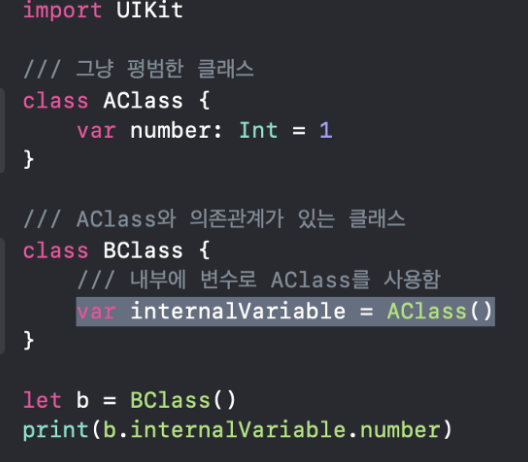 import UIKit
/// 그냥 평범한 클래스
class AClass {
    var number: Int = 1
}
/// AClass와 의존관계가 있는 클래스
class BClass {
    /// 내부에 변수로 AClass를 사용함
    var internalVariable = AClass()
}
let b = BClass()
print(b.internalVariable.number)